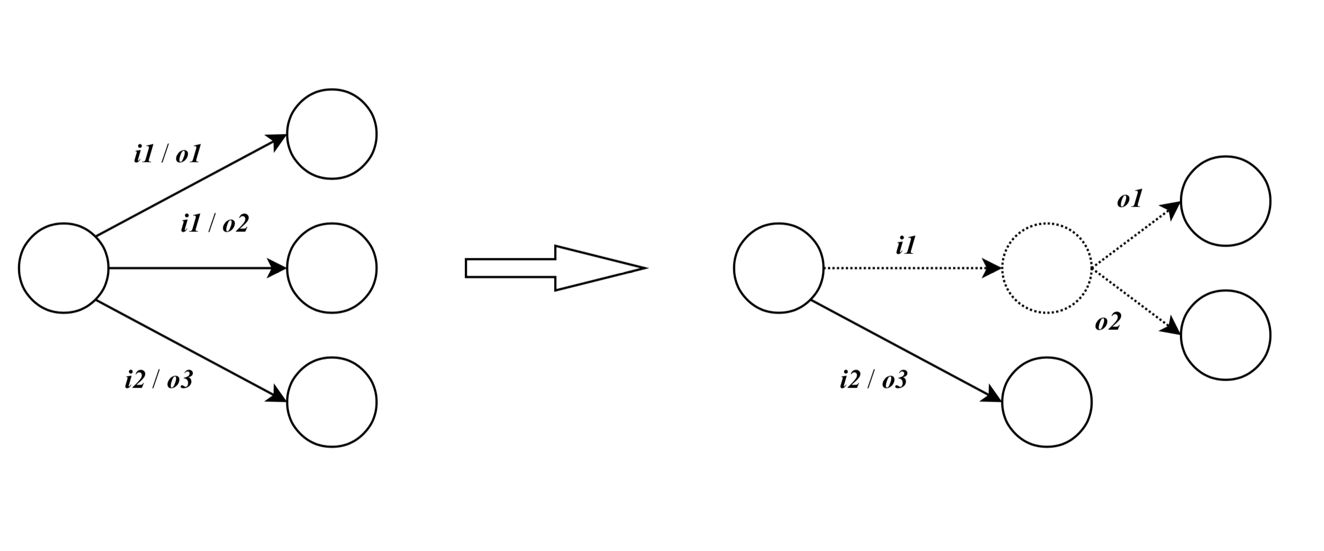 i1 / o1
i1 / o2
i2 / o3
i1
i2 / o3
o1
o2